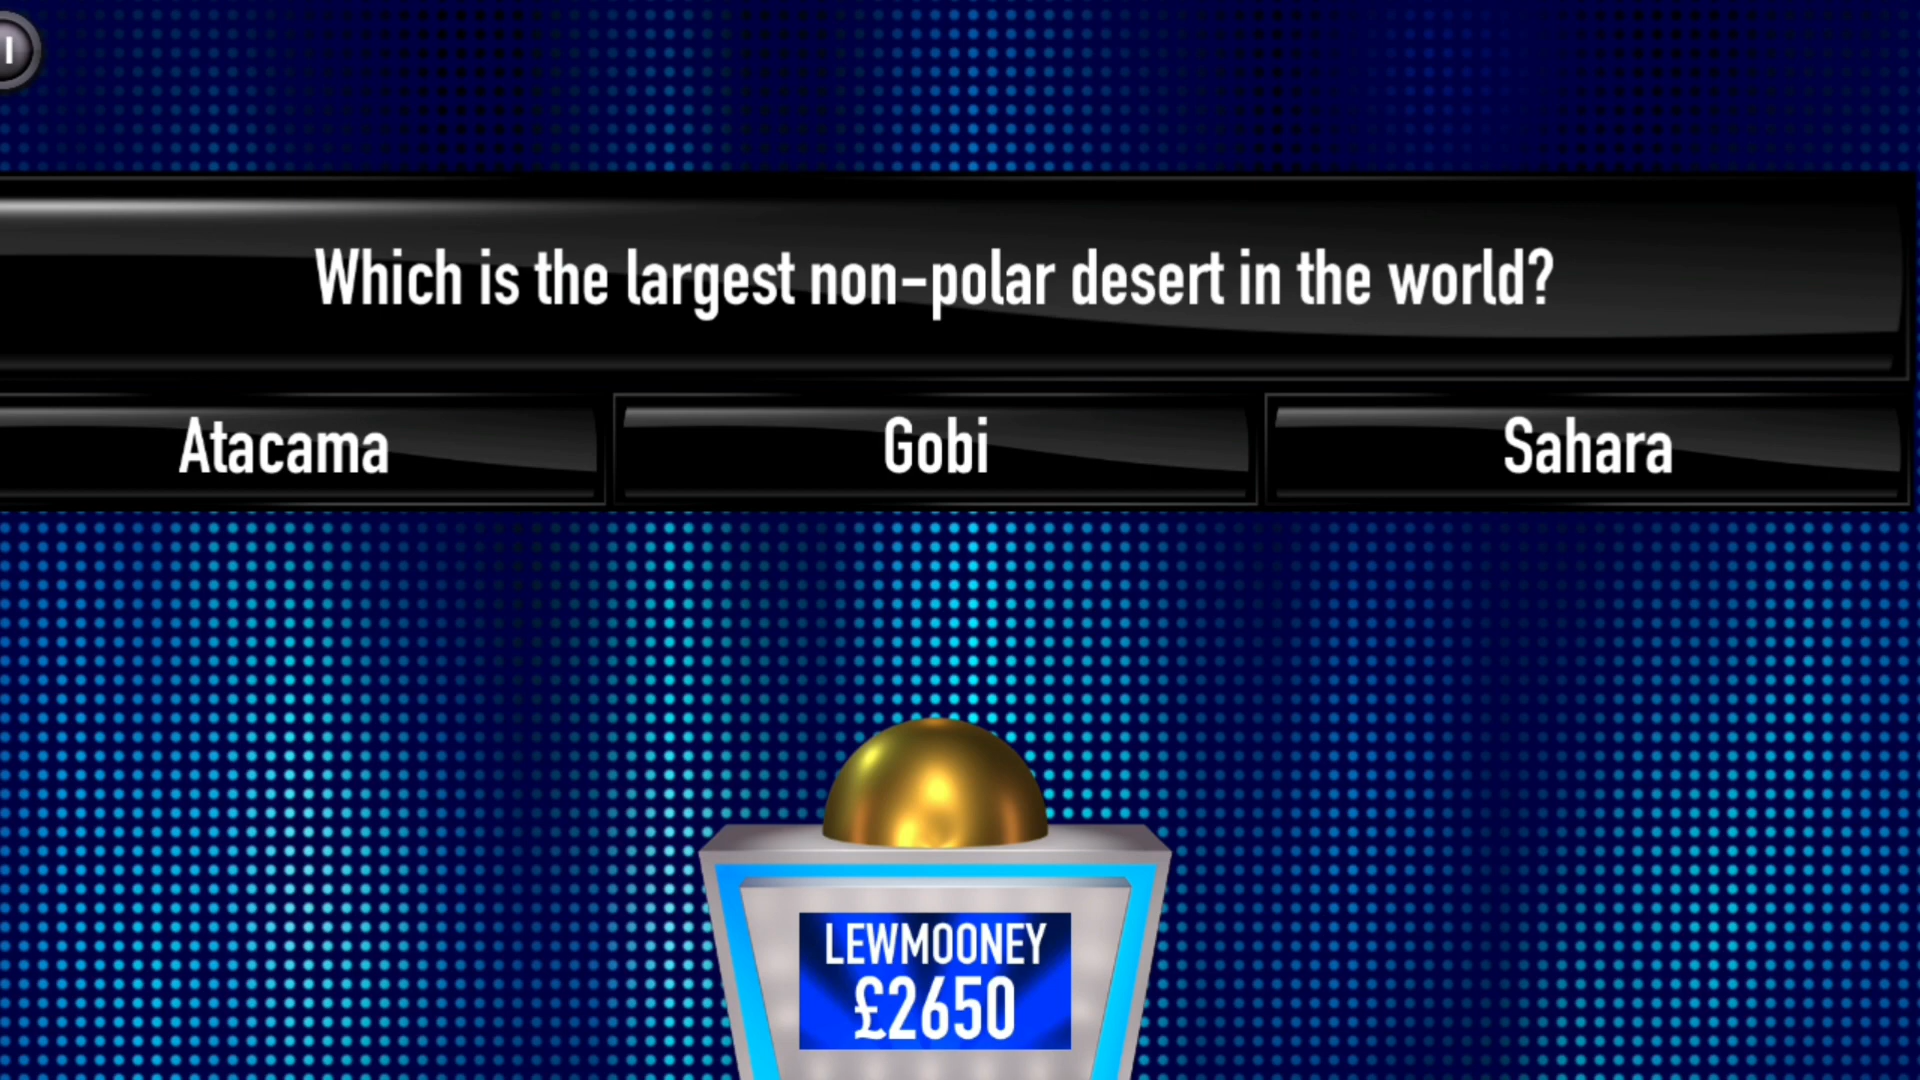 Which is the largest non-polar desert in the world?
Atacama
Gobi
Sahara
LEWMOONEY
£2650